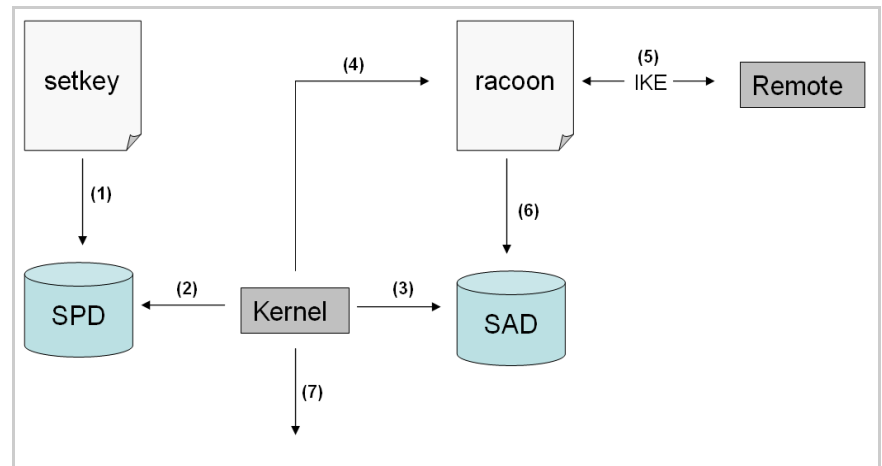 setkey
(4)
racoon
(5)
IKE
Remote
(1)
(6)
SPD
(2)
Kernel
(3)
SAD
(7)